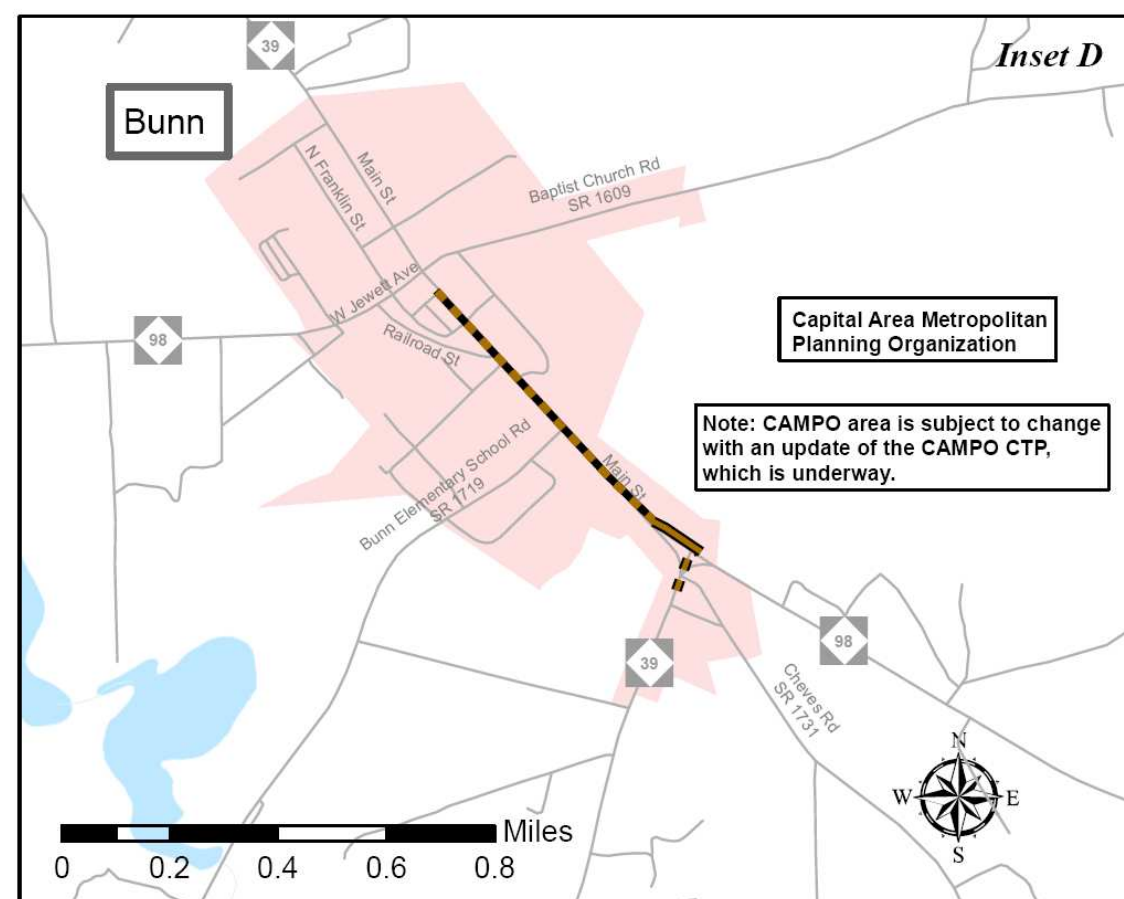 Inset D
39
Bunn
Main St
N Franklin St
Baptist Church Rd
SR 1609
W Jewett Ave
98
Railroad St
Capital Area Metropolitan
Planning Organization
Note: CAMPO area is subject to change
with an update of the CAMPO CTP,
which is underway.
Main St
Bunn Elementary School Rd
SR 1719
98
39
Cheves Rd
SR 1731
N
W
E
S
Miles
0 0.2 0.4 0.6 0.8